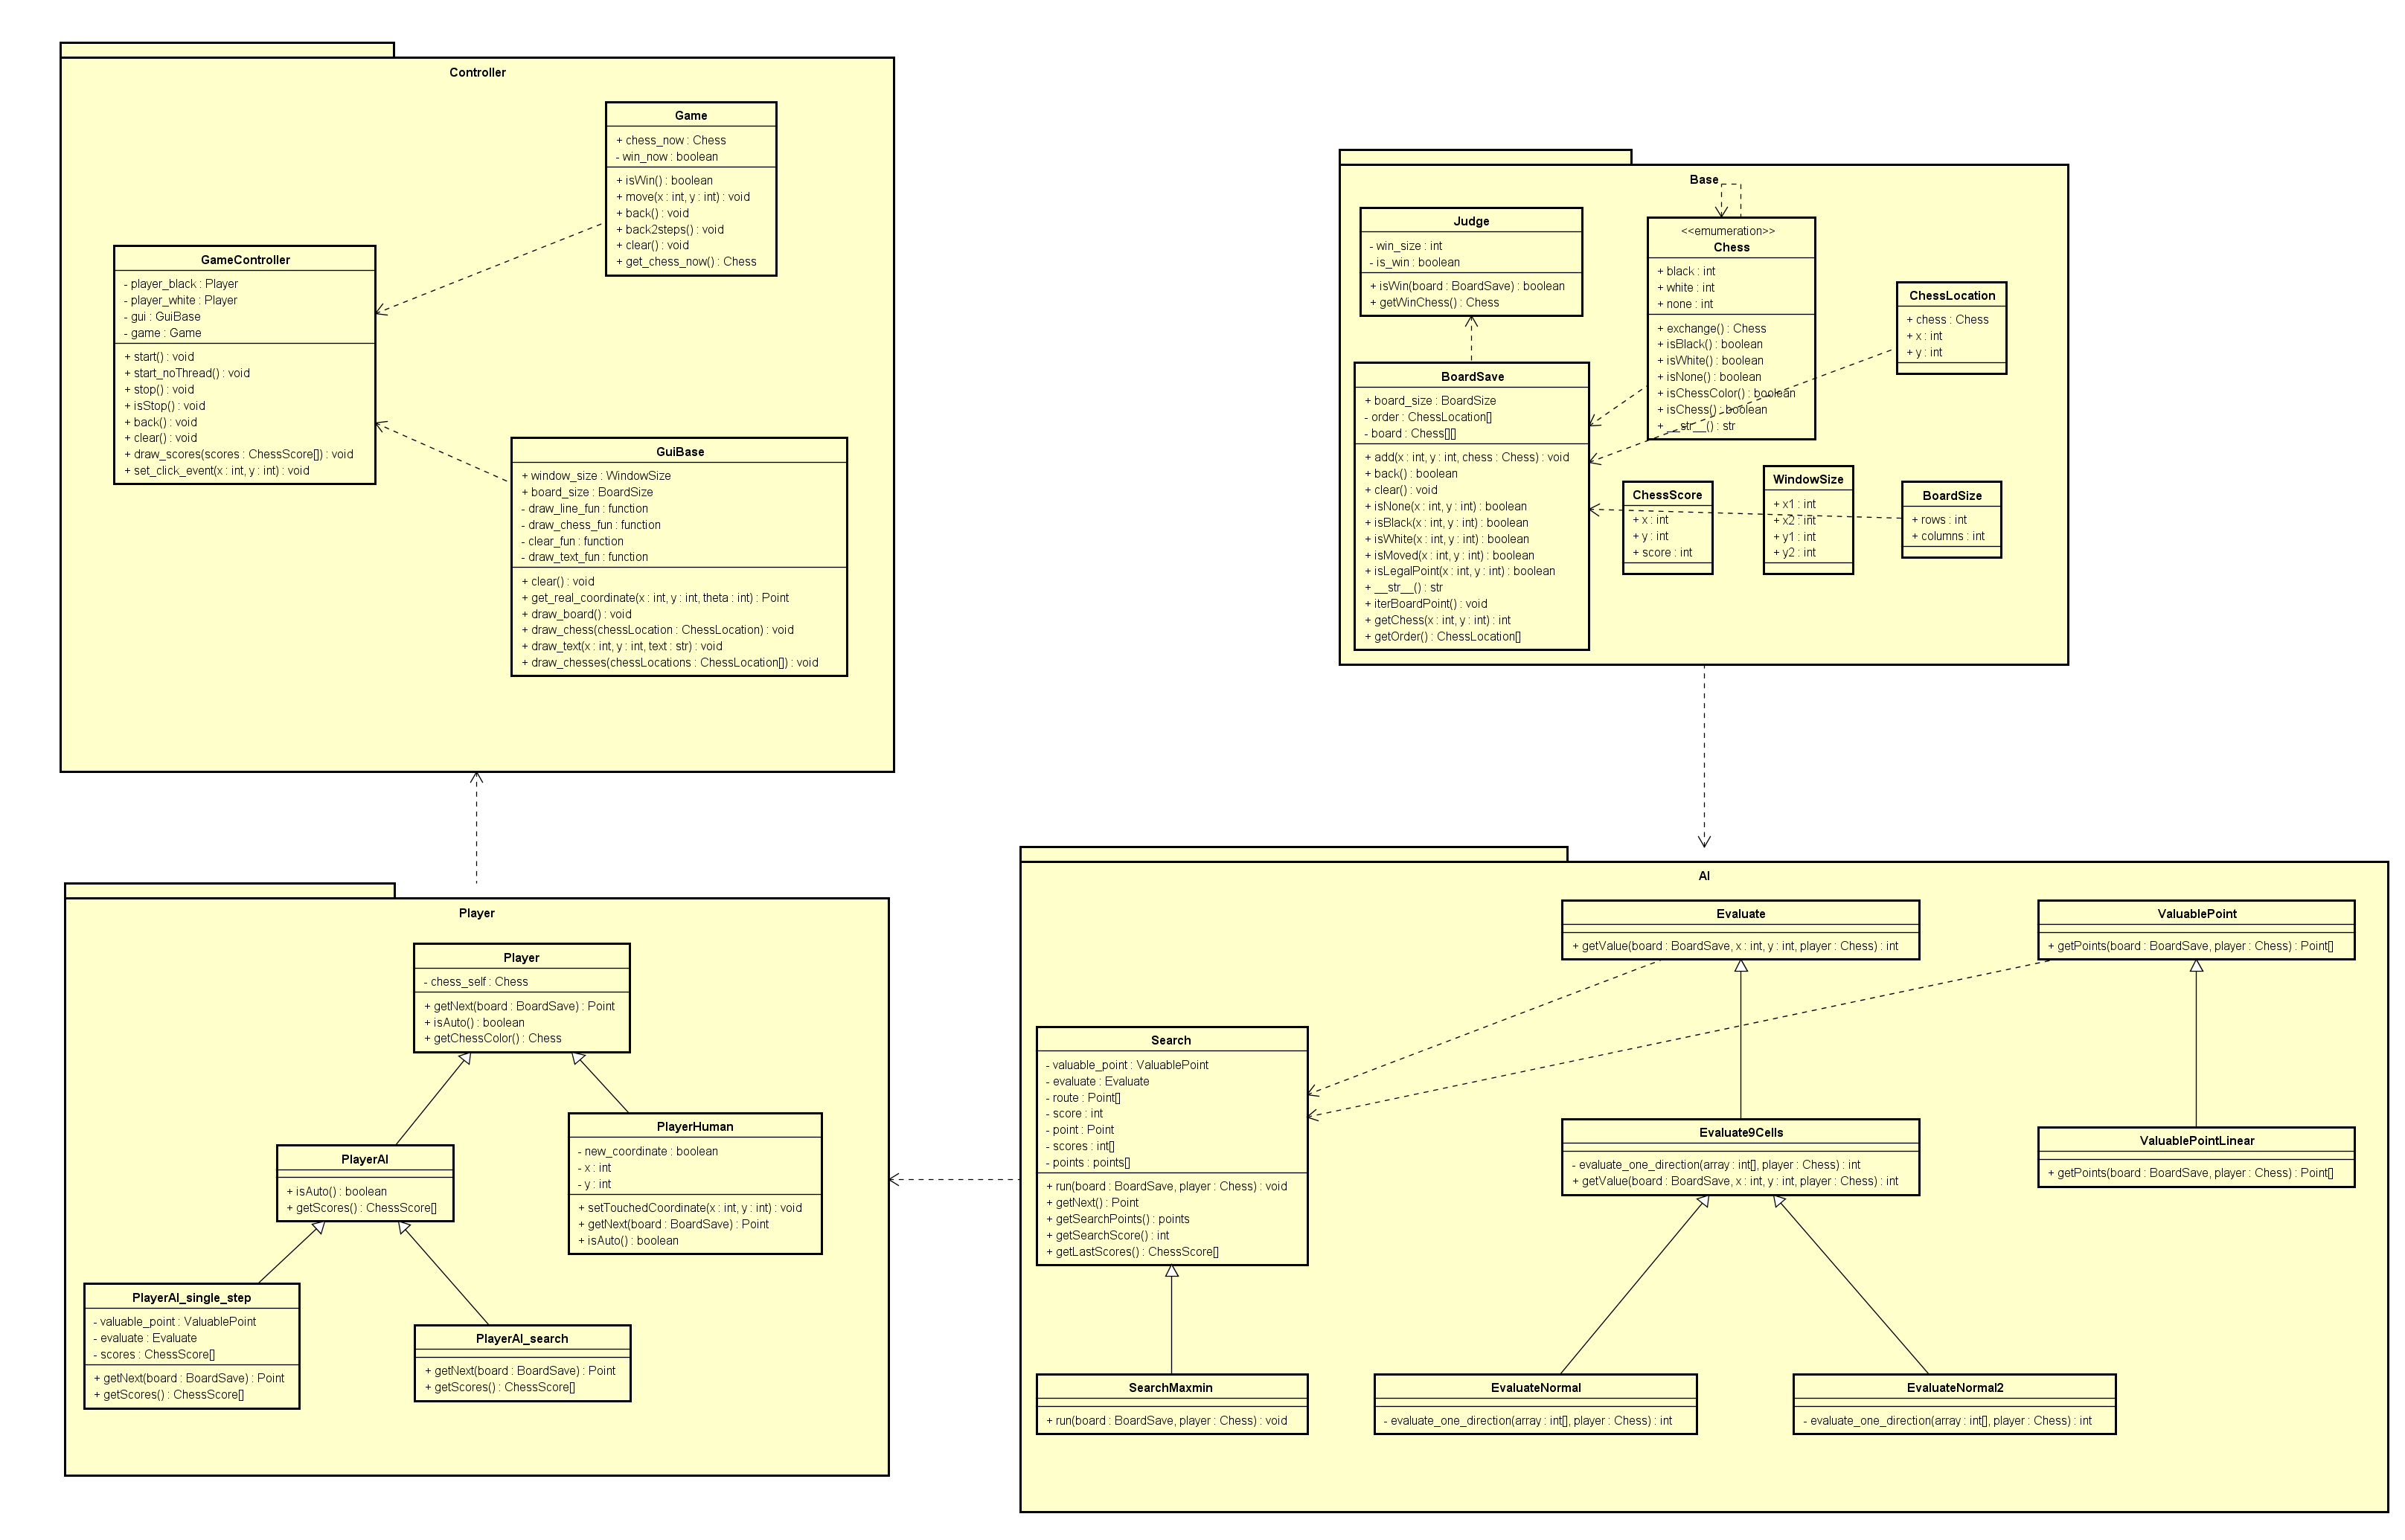 Controller
Game
+ chess_now : Chess
- win_now : boolean
+ isWin() : boolean
+ move(x : int, y : int) : void
+ back() : void
+ back2steps() : void
+ clear() : void
+ get_chess_now() : Chess
GameController
- player_black : Player
- player_white : Player
- gui : GuiBase
- game : Game
+ start() : void
+ start_noThread() : void
+ stop() : void
+ isStop() : void
+ back() : void
+ clear() : void
+ draw_scores(scores : ChessScore[]) : void
+ set_click_event(x : int, y : int) : void
GuiBase
+ window_size : WindowSize
+ board_size : BoardSize
- draw_line_fun : function
- draw_chess_fun : function
- clear_fun : function
- draw_text_fun : function
+ clear() : void
+ get_real_coordinate(x : int, y : int, theta : int) : Point
+ draw_board() : void
+ draw_chess(chessLocation : ChessLocation) : void
+ draw_text(x : int, y : int, text : str) : void
+ draw_chesses(chessLocations : ChessLocation[]) : void
Base
Judge
- win_size : int
- is_win : boolean
+ isWin(board : BoardSave) : boolean
+ getWinChess() : Chess
<<emumeration>>
Chess
+ black : int
+ white : int
+ none : int
+ exchange() : Chess
+ isBlack() : boolean
+ isWhite() : boolean
+ isNone() : boolean
+ isChessColor() : boolean
+ isChess() : boolean
+ __str__() : str
ChessLocation
+ chess : Chess
+ x : int
+ y : int
BoardSave
+ board_size : BoardSize
- order : ChessLocation[]
- board : Chess[][]
+ add(x : int, y : int, chess : Chess) : void
+ back() : boolean
+ clear() : void
+ isNone(x : int, y : int) : boolean
+ isBlack(x : int, y : int) : boolean
+ isWhite(x : int, y : int) : boolean
+ isMoved(x : int, y : int) : boolean
+ isLegalPoint(x : int, y : int) : boolean
+ __str__() : str
+ iterBoardPoint() : void
+ getChess(x : int, y : int) : int
+ getOrder() : ChessLocation[]
ChessScore
+ x : int
+ y : int
+ score : int
WindowSize
+ x1 : int
+ x2 : int
+ y1 : int
+ y2 : int
BoardSize
+ rows : int
+ columns : int
Player
Player
- chess_self : Chess
+ getNext(board : BoardSave) : Point
+ isAuto() : boolean
+ getChessColor() : Chess
PlayerAI
+ isAuto() : boolean
+ getScores() : ChessScore[]
PlayerHuman
- new_coordinate : boolean
- x : int
- y : int
+ setTouchedCoordinate(x : int, y : int) : void
+ getNext(board : BoardSave) : Point
+ isAuto() : boolean
PlayerAI_single_step
- valuable_point : ValuablePoint
- evaluate : Evaluate
- scores : ChessScore[]
+ getNext(board : BoardSave) : Point
+ getScores() : ChessScore[]
PlayerAI_search
+ getNext(board : BoardSave) : Point
+ getScores() : ChessScore[]
AI
Evaluate
+ getValue(board : BoardSave, x : int, y : int, player : Chess) : int
ValuablePoint
+ getPoints(board : BoardSave, player : Chess) : Point[]
Search
- valuable_point : ValuablePoint
- evaluate : Evaluate
- route : Point[]
- score : int
- point : Point
- scores : int[]
- points : points[]
+ run(board : BoardSave, player : Chess) : void
+ getNext() : Point
+ getSearchPoints() : points
+ getSearchScore() : int
+ getLastScores() : ChessScore[]
Evaluate9Cells
- evaluate_one_direction(array : int[], player : Chess) : int
+ getValue(board : BoardSave, x : int, y : int, player : Chess) : int
ValuablePointLinear
+ getPoints(board : BoardSave, player : Chess) : Point[]
SearchMaxmin
+ run(board : BoardSave, player : Chess) : void
EvaluateNormal
- evaluate_one_direction(array : int[], player : Chess) : int
EvaluateNormal2
- evaluate_one_direction(array : int[], player : Chess) : int